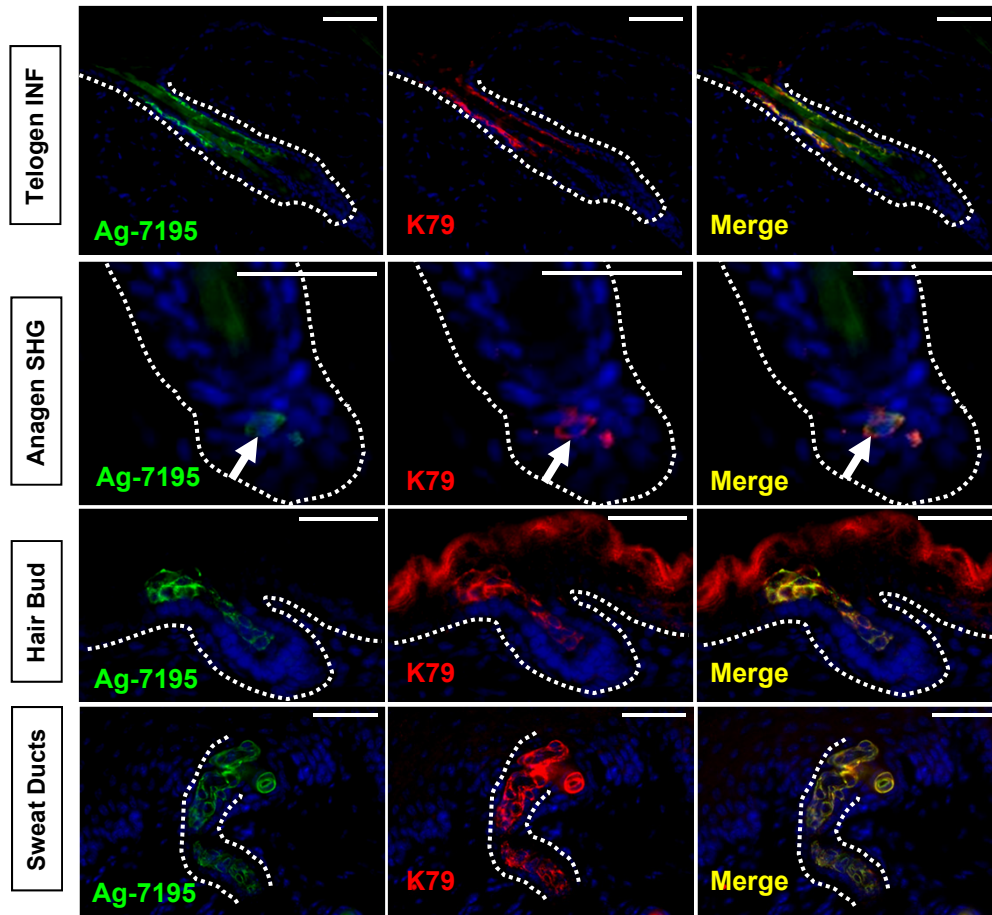 Telogen INF
Ag-7195
K79
Merge
Anagen SHG
Ag-7195
K79
Merge
Hair Bud
Ag-7195
K79
Merge
Sweat Ducts
Ag-7195
K79
Merge